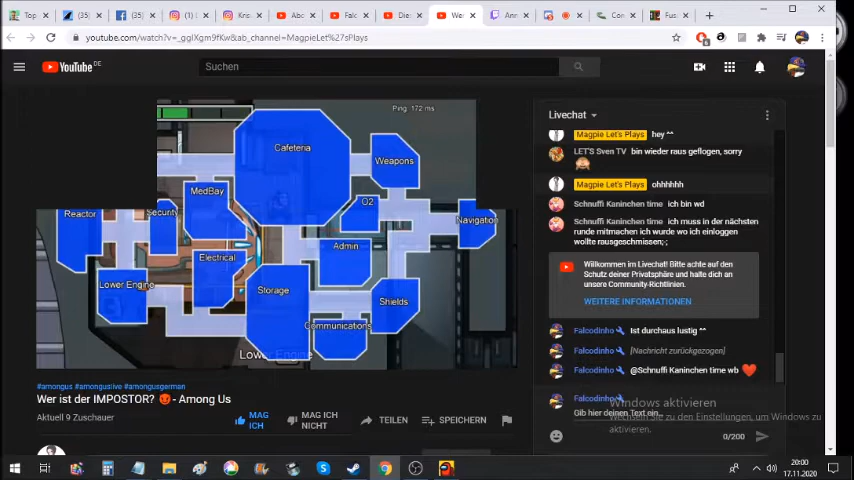 Top
Abo
Fal
Die
We
youtube.com/watch?v=_gglXgm9fKw&ab_channel=MagpieLet%27sPlays
YouTube DE
Suchen
Ping: 172 ms
Cafeteria
Weapons
MedBay
O2
Reactor
Security
Navigation
Admin
Electrical
Lower Engine
Storage
Shields
Communications
Lower Engine
#amongus #amonguslive #amongusgerman
Wer ist der IMPOSTOR? 😡 - Among Us
Aktuell 9 Zuschauer
MAG ICH
MAG ICH NICHT
TEILEN
SPEICHERN
Livechat
Magpie Let's Plays hey ^^
LET'S Sven TV bin wieder raus geflogen, sorry
🙈
Magpie Let's Plays ohhhhhh
Schnuffi Kaninchen time ich bin wd
Schnuffi Kaninchen time ich muss in der nächsten
runde mitmachen ich wurde wo ich einloggen
wollte rausgeschmissen;-;
Willkommen im Livechat! Bitte achte auf den
Schutz deiner Privatsphäre und halte dich an
unsere Community-Richtlinien.
WEITERE INFORMATIONEN
Falcodinho Ist durchaus lustig ^^
Falcodinho [Nachricht zurückgezogen]
Falcodinho @Schnuffi Kaninchen time wb ❤
Falcodinho
Gib hier deinen Text ein...
0/200
Windows aktivieren
Wechseln Sie zu den Einstellungen, um Windows zu
aktivieren.
20:00
17.11.2020